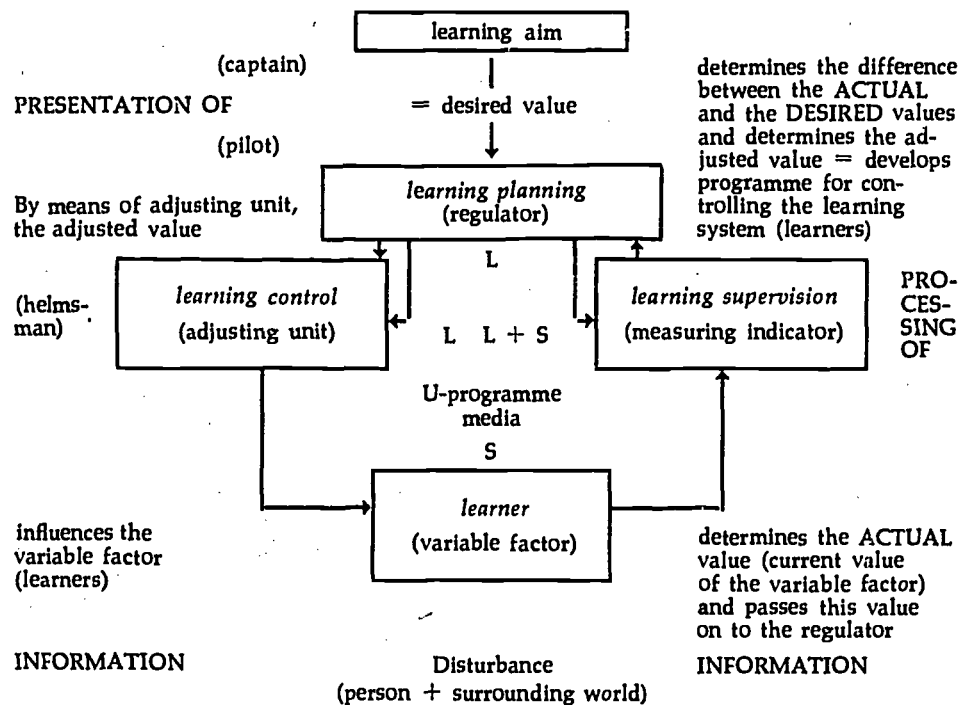 learning aim
(captain)
PRESENTATION OF
= desired value
(pilot)
determines the difference
between the ACTUAL
and the DESIRED values
and determines the ad-
justed value = develops
programme for con-
trolling the learning
system (learners)
learning planning
(regulator)
By means of adjusting unit,
the adjusted value
L
(helms-
man)
learning control
(adjusting unit)
L L + S
learning supervision
(measuring indicator)
PRO-
CES-
SING
OF
U-programme
media
S
learner
(variable factor)
influences the
variable factor
(learners)
determines the ACTUAL
value (current value
of the variable factor)
and passes this value
on to the regulator
INFORMATION
Disturbance
(person + surrounding world)
INFORMATION